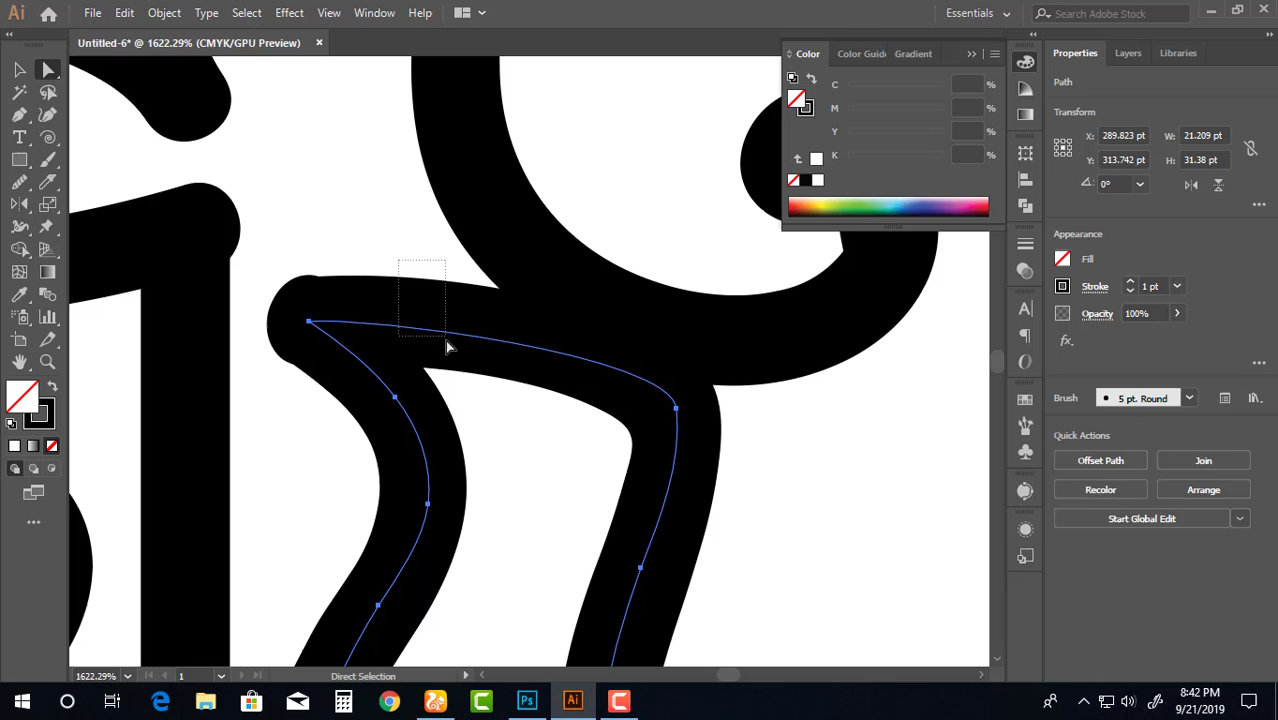 Ai File Edit Object Type Select Effect View Window Help Essentials Search Adobe Stock
Untitled-6* @ 1622.29% (CMYK/GPU Preview) ×
Color Color Guide Gradient
Properties Layers Libraries
C %
M %
Y %
K %
Path
Transform
X: 289.823 pt W: 21.209 pt
Y: 313.742 pt H: 31.38 pt
0°
Appearance
Fill
Stroke 1 pt
Opacity 100%
fx.
Brush 5 pt. Round
Quick Actions
Offset Path Join
Recolor Arrange
Start Global Edit
1622.29% 1 Direct Selection
Ps Ai
8:42 PM
9/21/2019